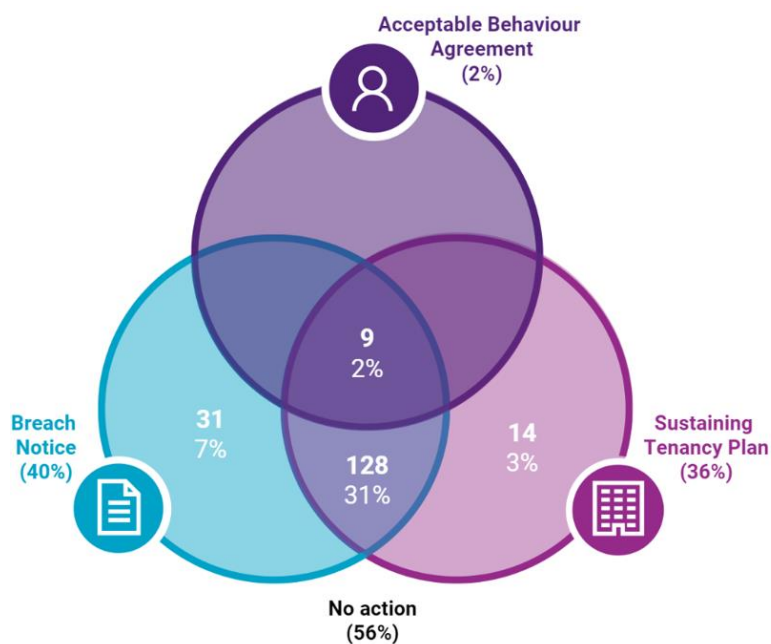 Acceptable Behaviour
Agreement
(2%)
9
2%
31
7%
14
3%
128
31%
Breach
Notice
(40%)
Sustaining
Tenancy Plan
(36%)
No action
(56%)